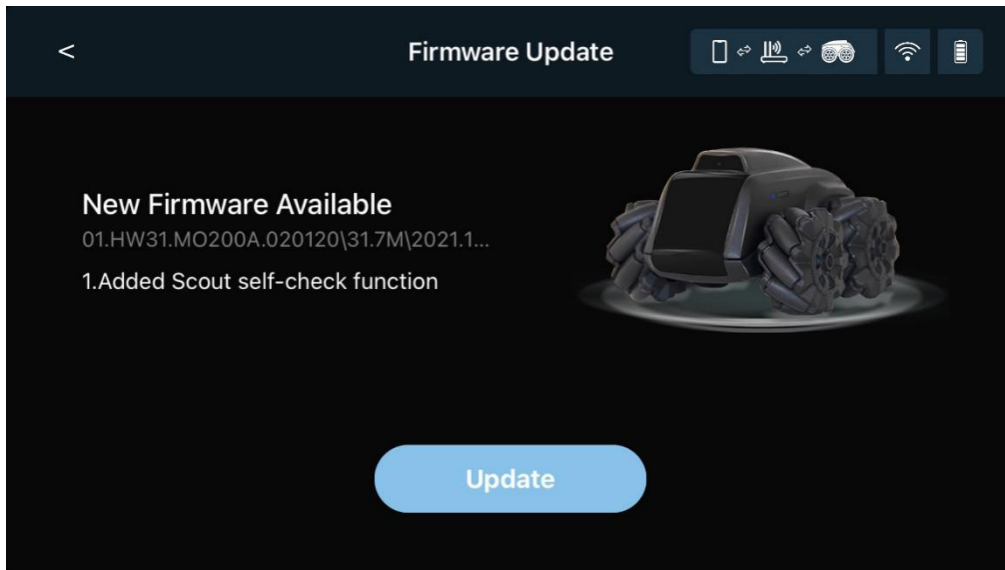 <
Firmware Update
New Firmware Available
01.HW31.MO200A.020120\31.7M\2021.1...
1.Added Scout self-check function
Update